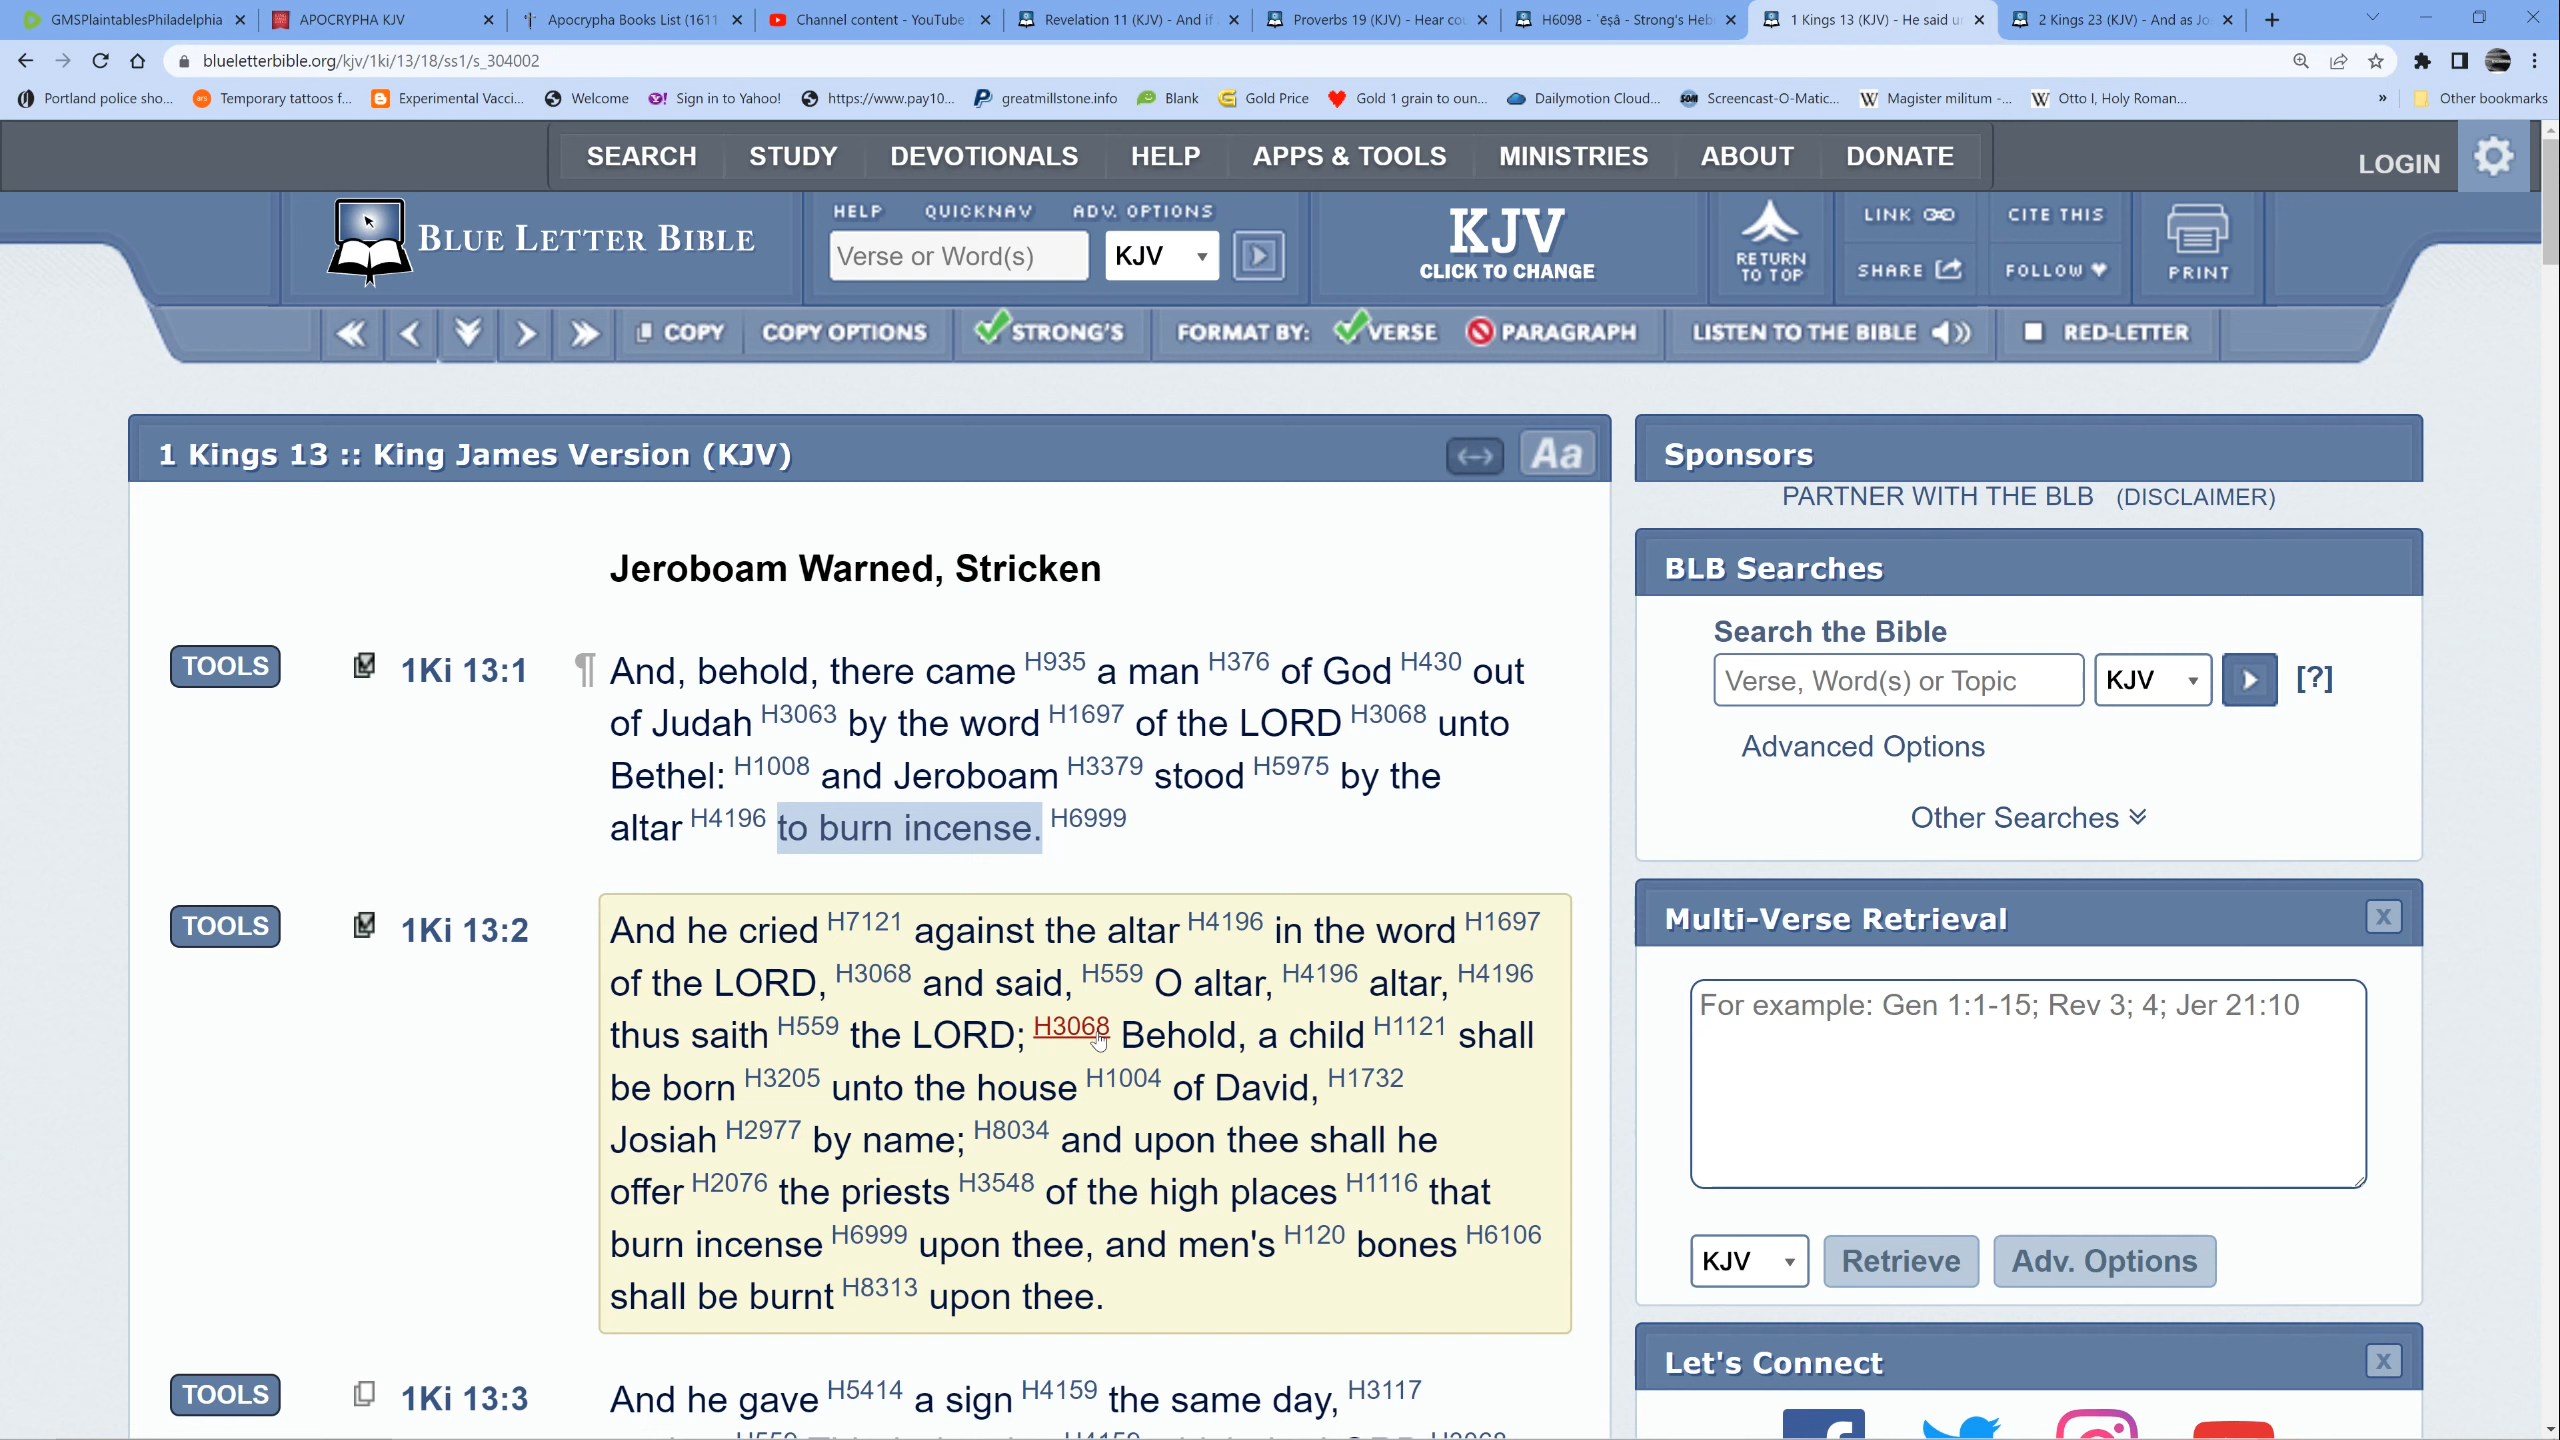 GMSPlaintablesPhiladelphia
APOCRYPHA KJV
Apocrypha Books List (1611
Channel content - YouTube
Revelation 11 (KJV) - And if
Proverbs 19 (KJV) - Hear cou
H6098 - ʿēṣâ - Strong's Heb
1 Kings 13 (KJV) - He said u
2 Kings 23 (KJV) - And as Jo
blueletterbible.org/kjv/1ki/13/18/ss1/s_304002
Portland police sho...
Temporary tattoos f...
Experimental Vacci...
Welcome
Sign in to Yahoo!
https://www.pay10...
greatmillstone.info
Blank
Gold Price
Gold 1 grain to oun...
Dailymotion Cloud...
Screencast-O-Matic...
Magister militum -...
Otto I, Holy Roman...
»
Other bookmarks
SEARCH
STUDY
DEVOTIONALS
HELP
APPS & TOOLS
MINISTRIES
ABOUT
DONATE
LOGIN
BLUE LETTER BIBLE
HELP
QUICKNAV
ADV. OPTIONS
Verse or Word(s)
KJV
KJV
CLICK TO CHANGE
RETURN
TO TOP
LINK
CITE THIS
SHARE
FOLLOW
PRINT
COPY
COPY OPTIONS
STRONG'S
FORMAT BY:
VERSE
PARAGRAPH
LISTEN TO THE BIBLE
RED-LETTER
1 Kings 13 :: King James Version (KJV)
Aa
Jeroboam Warned, Stricken
TOOLS
1Ki 13:1
¶ And, behold, there came H935 a man H376 of God H430 out
of Judah H3063 by the word H1697 of the LORD H3068 unto
Bethel: H1008 and Jeroboam H3379 stood H5975 by the
altar H4196 to burn incense. H6999
TOOLS
1Ki 13:2
And he cried H7121 against the altar H4196 in the word H1697
of the LORD, H3068 and said, H559 O altar, H4196 altar, H4196
thus saith H559 the LORD; H3068 Behold, a child H1121 shall
be born H3205 unto the house H1004 of David, H1732
Josiah H2977 by name; H8034 and upon thee shall he
offer H2076 the priests H3548 of the high places H1116 that
burn incense H6999 upon thee, and men's H120 bones H6106
shall be burnt H8313 upon thee.
TOOLS
1Ki 13:3
And he gave H5414 a sign H4159 the same day, H3117
Sponsors
PARTNER WITH THE BLB (DISCLAIMER)
BLB Searches
Search the Bible
Verse, Word(s) or Topic
KJV
[?]
Advanced Options
Other Searches
Multi-Verse Retrieval
X
For example: Gen 1:1-15; Rev 3; 4; Jer 21:10
KJV
Retrieve
Adv. Options
Let's Connect
X